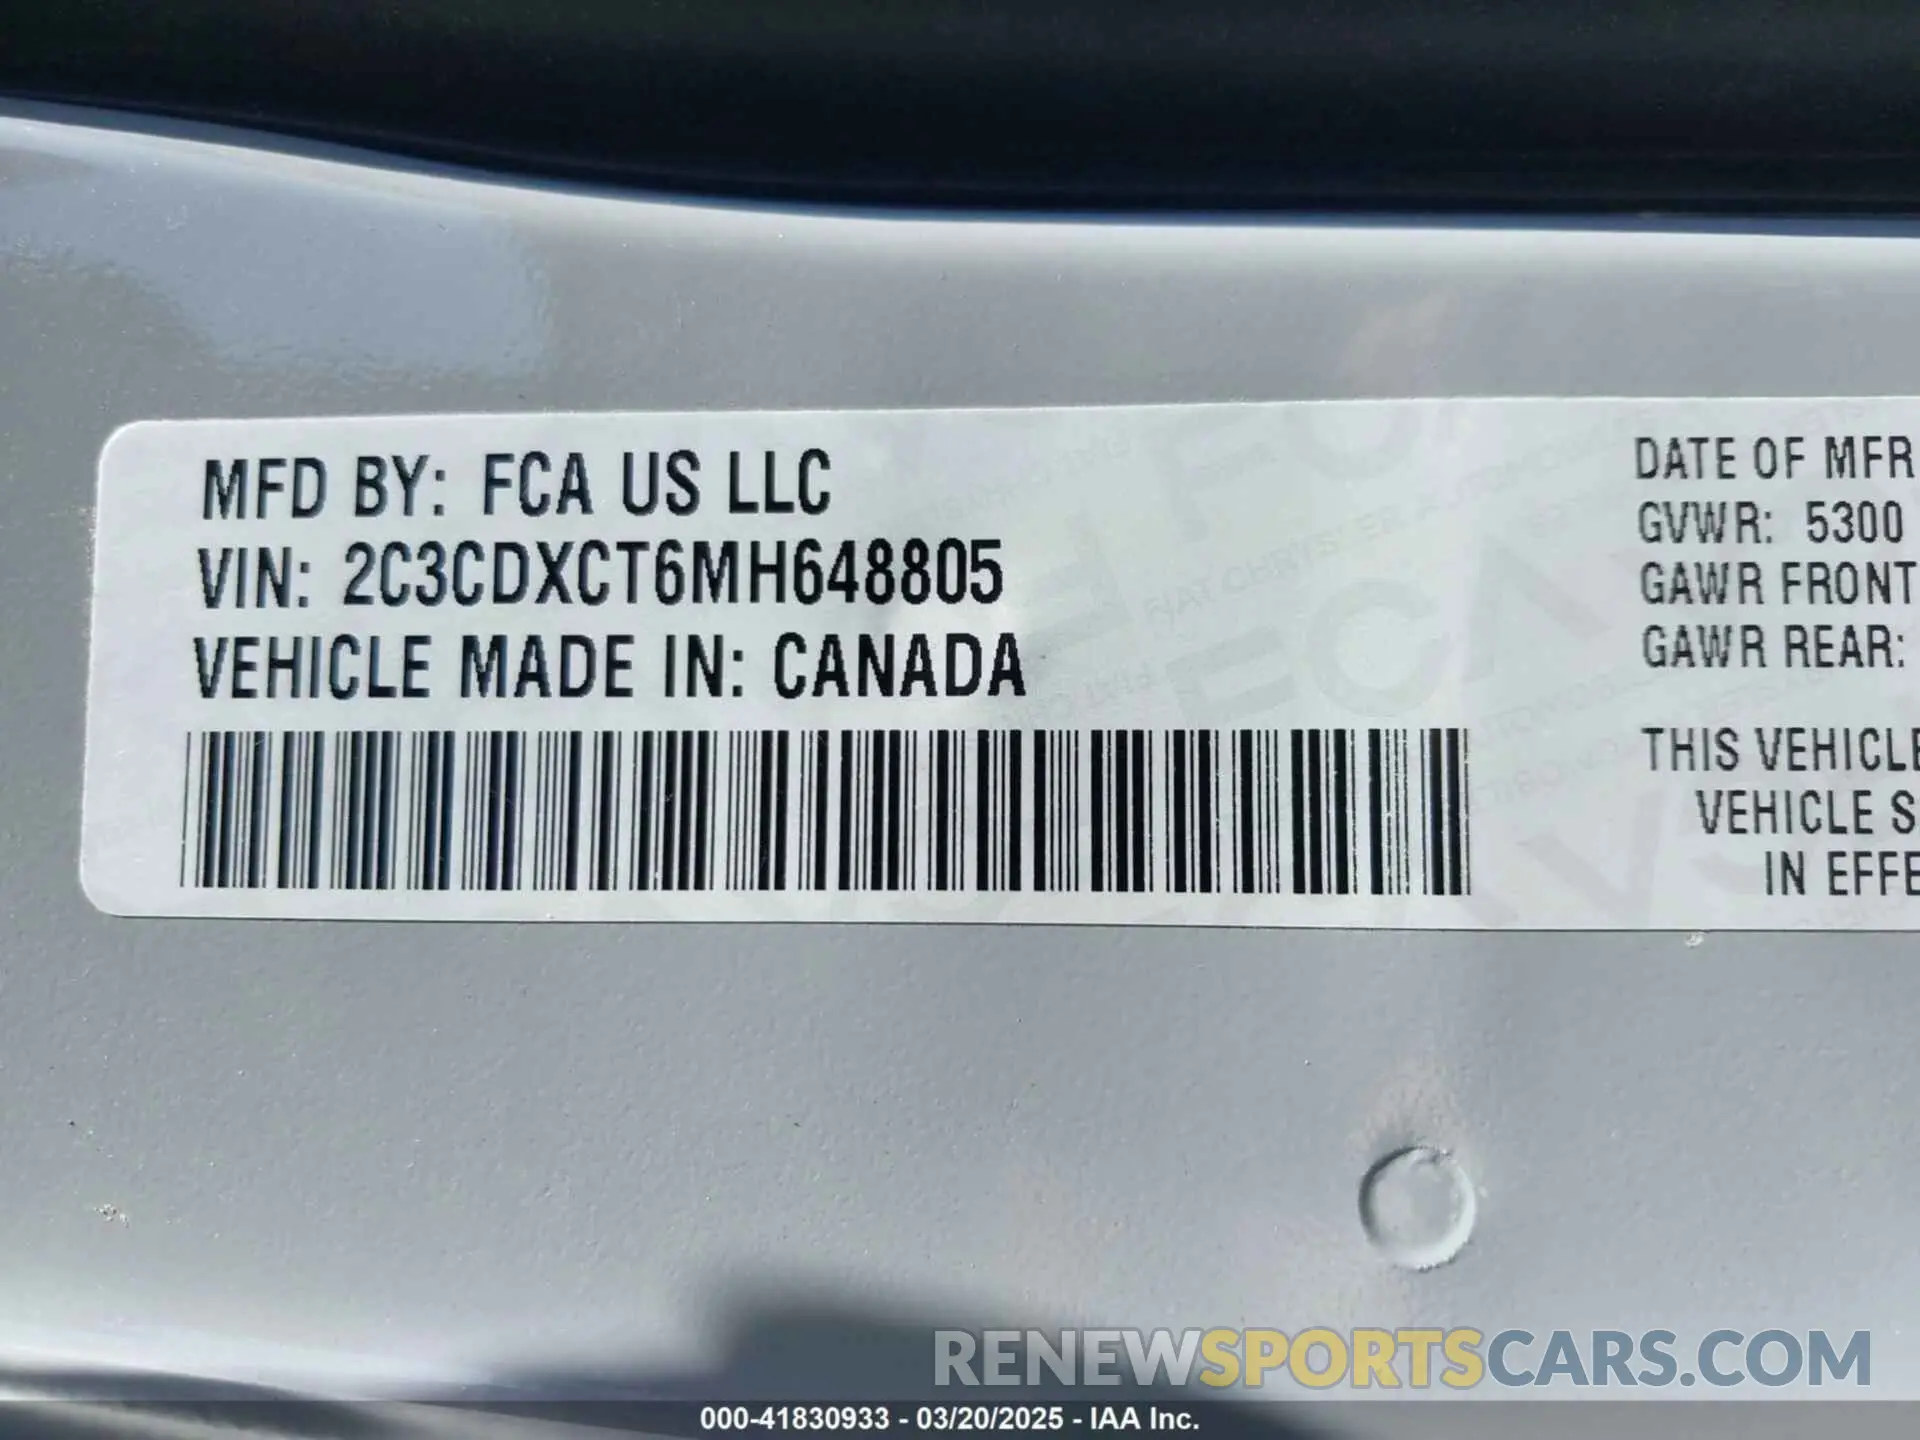 MFD BY: FCA US LLC
VIN: 2C3CDXCT6MH648805
VEHICLE MADE IN: CANADA
DATE OF MFR
GVWR: 5300
GAWR FRONT
GAWR REAR:
THIS VEHICLE
VEHICLE S
IN EFFE
RENEWSPORTSCARS.COM
000-41830933 - 03/20/2025 - IAA Inc.